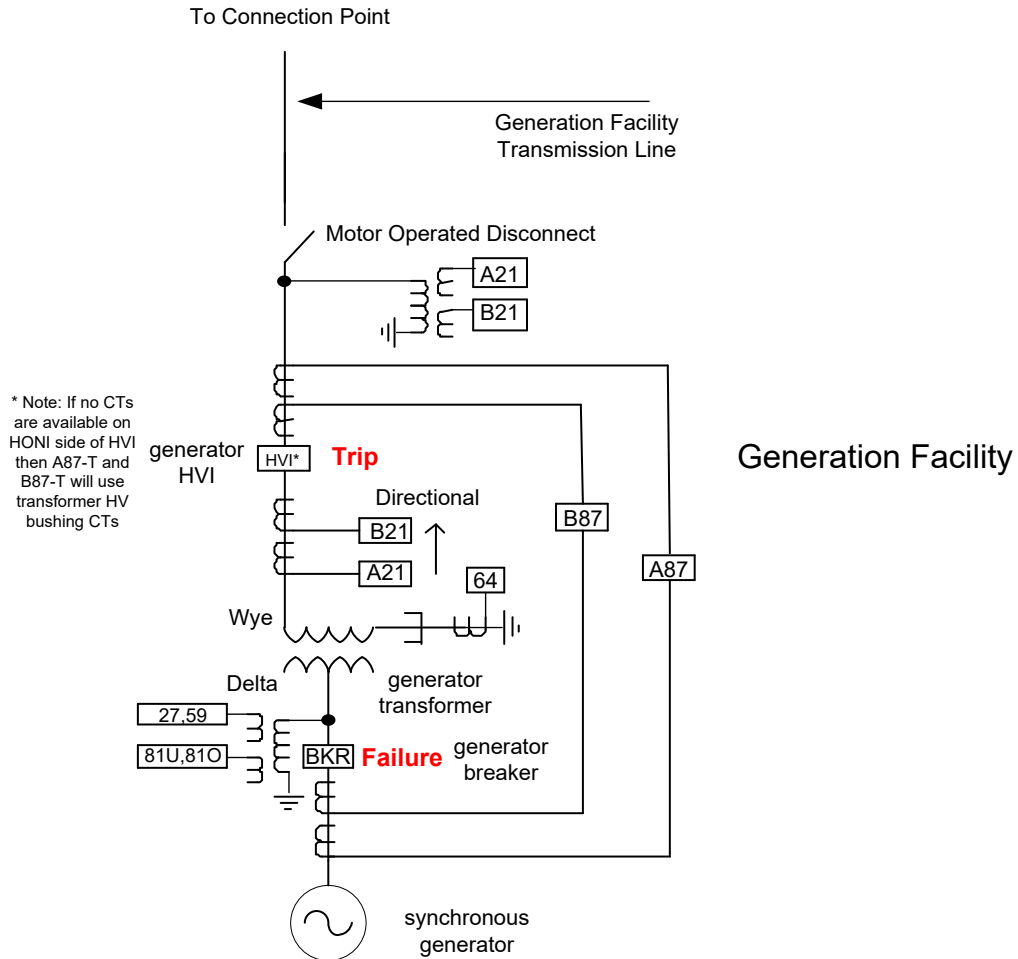 To Connection Point
Generation Facility
Transmission Line
Motor Operated Disconnect
A21
B21
* Note: If no CTs
are available on
HONI side of HVI
then A87-T and
B87-T will use
transformer HV
bushing CTs
generator
HVI
HVI*
Trip
Generation Facility
Directional
B21
A21
B87
A87
64
Wye
Delta
generator
transformer
27,59
81U,81O
BKR
Failure
generator
breaker
synchronous
generator